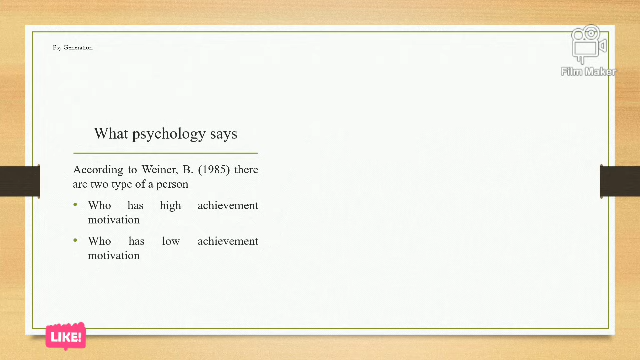 Film Maker
What psychology says
According to Weiner, B. (1985) there
are two type of a person
• Who has high achievement
motivation
• Who has low achievement
motivation
LIKE!